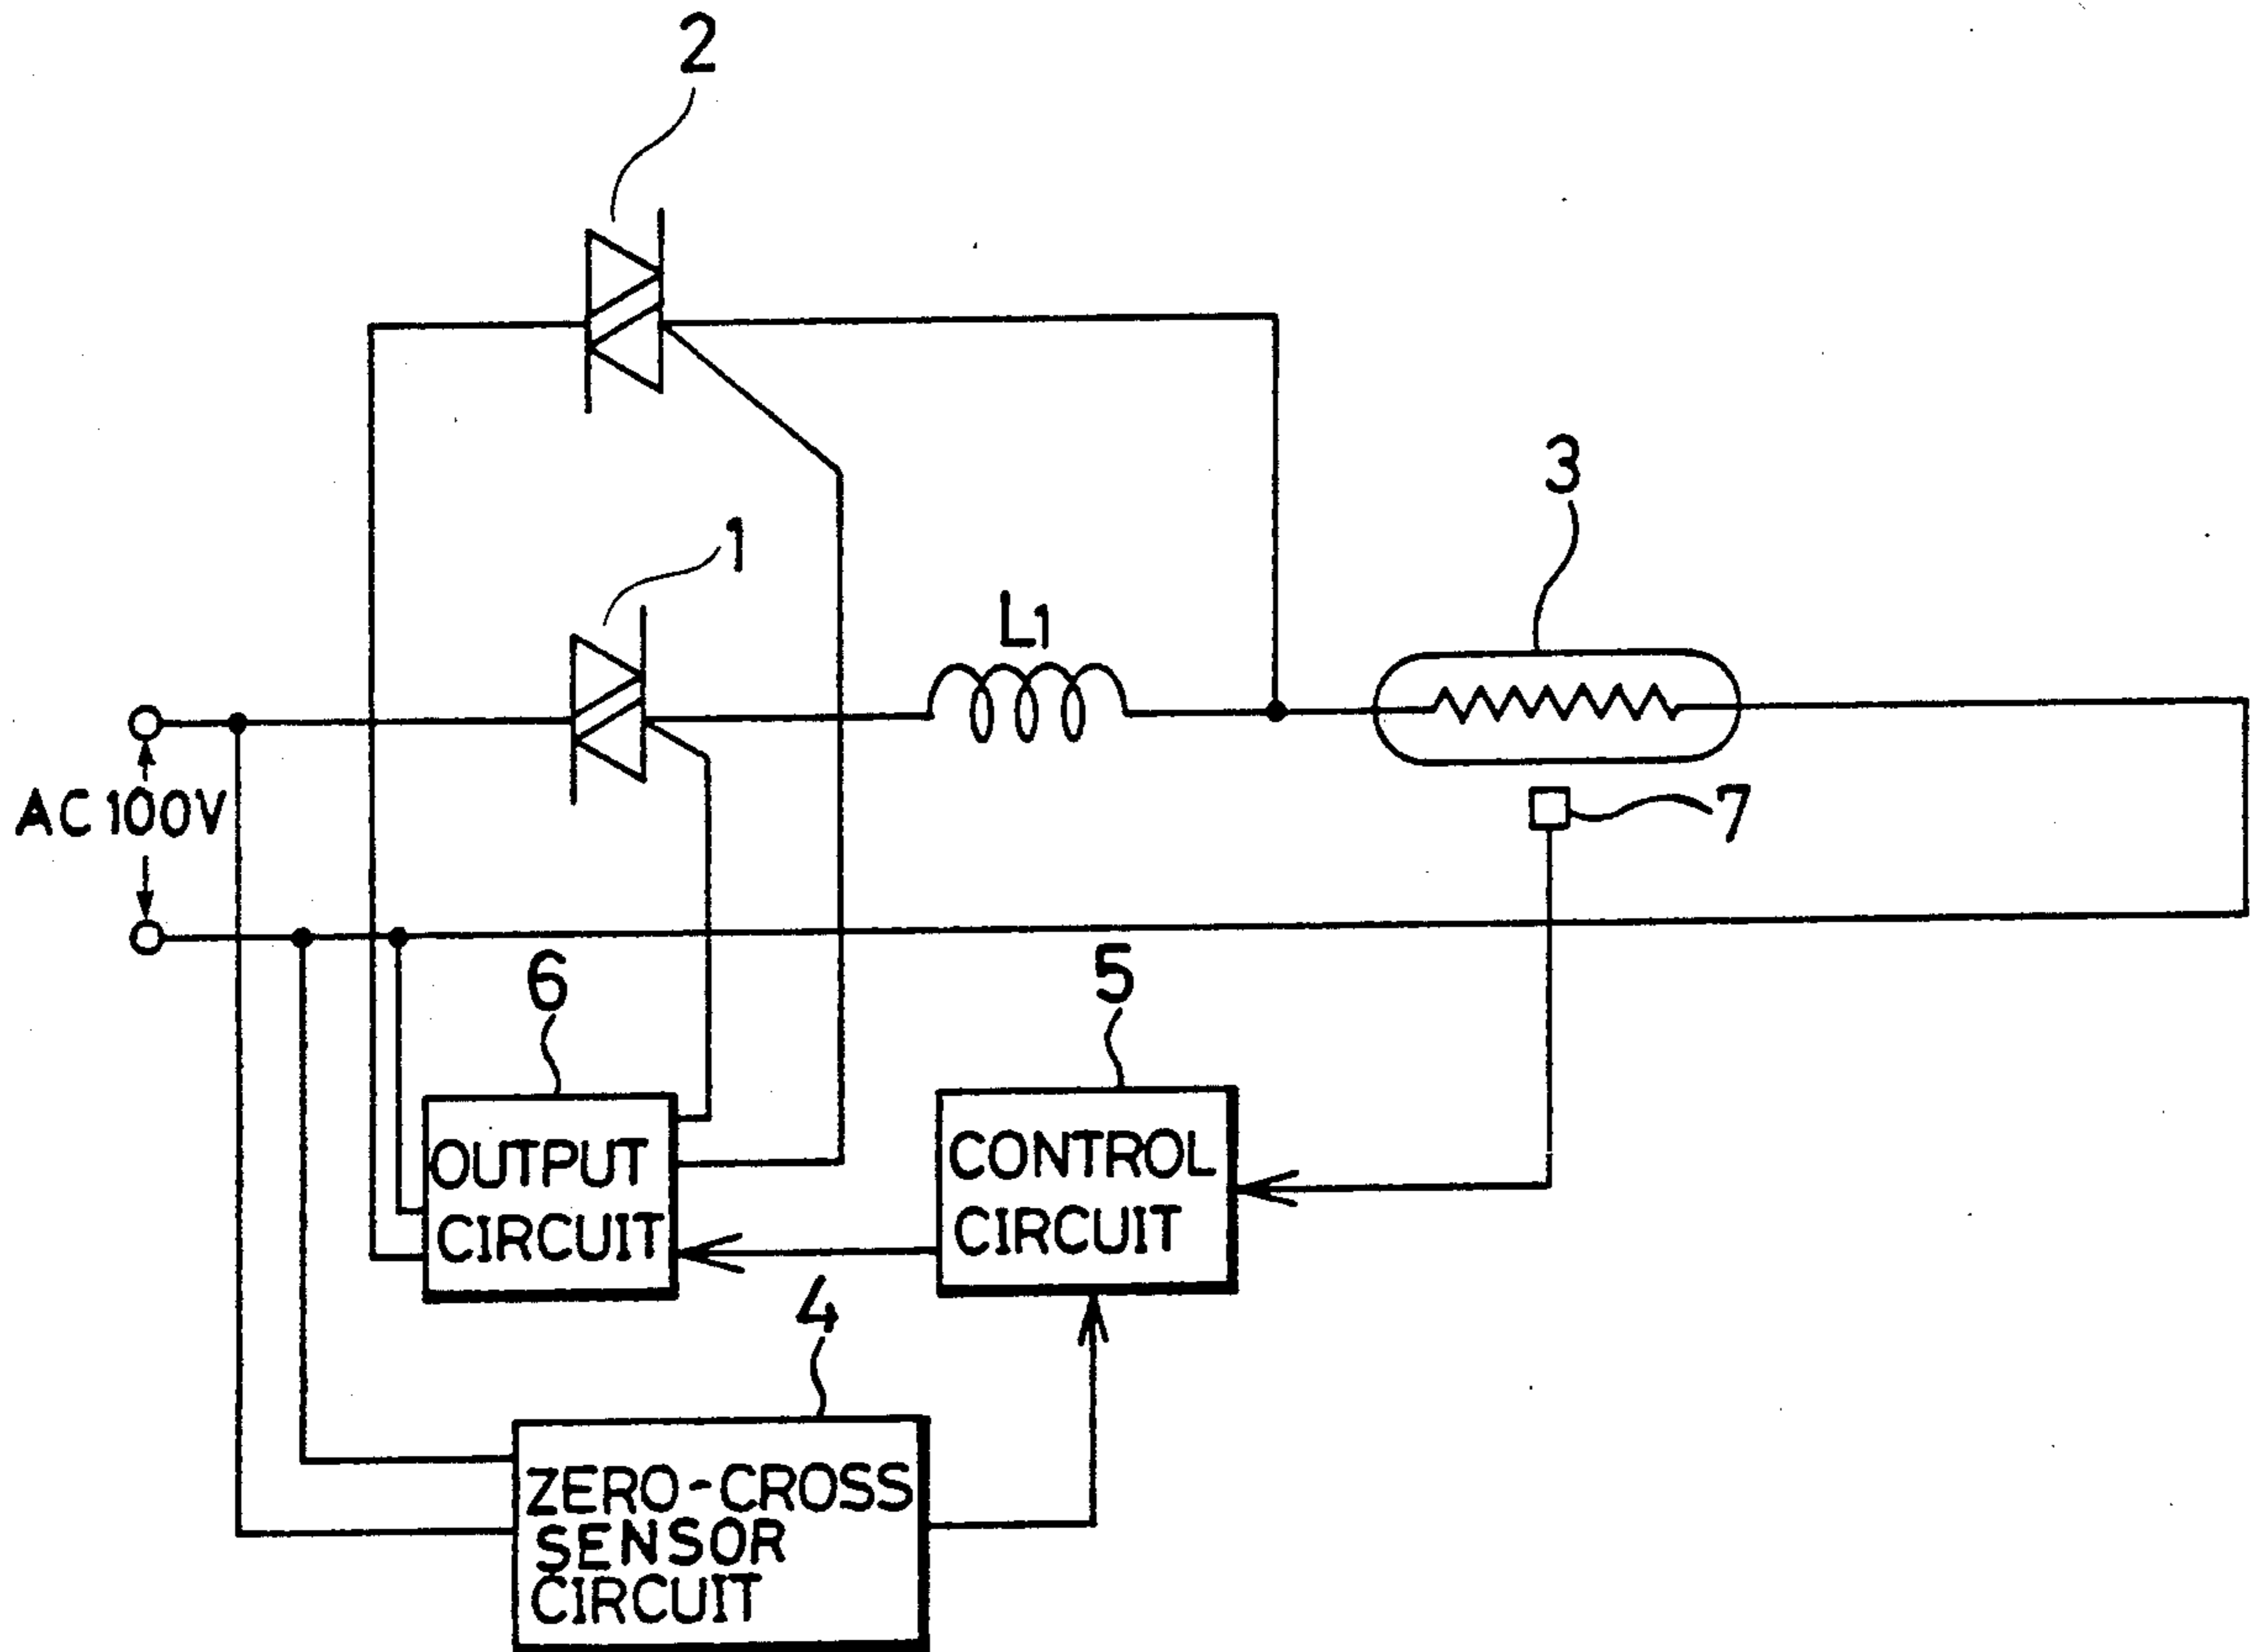 2
1
L1
3
AC 100V
7
6
5
OUTPUT
CIRCUIT
CONTROL
CIRCUIT
4
ZERO-CROSS
SENSOR
CIRCUIT